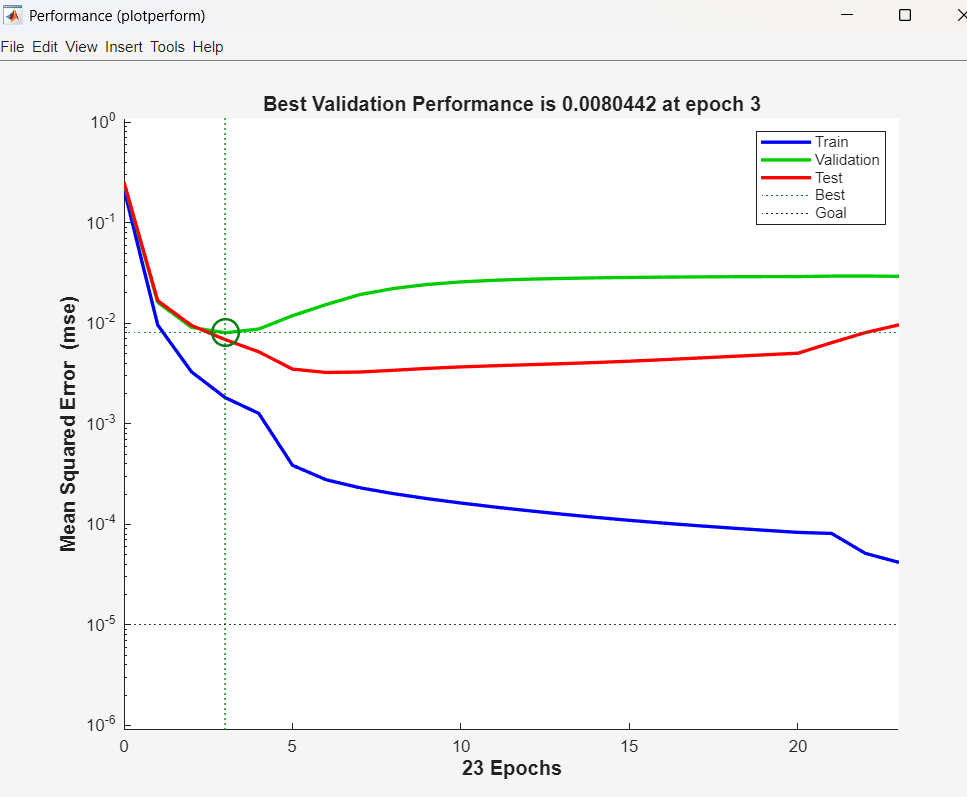 Performance (plotperform)
File Edit View Insert Tools Help
Best Validation Performance is 0.0080442 at epoch 3
Train
Validation
Test
Best
Goal
10^0
10^-1
10^-2
10^-3
10^-4
10^-5
10^-6
Mean Squared Error (mse)
0 5 10 15 20
23 Epochs